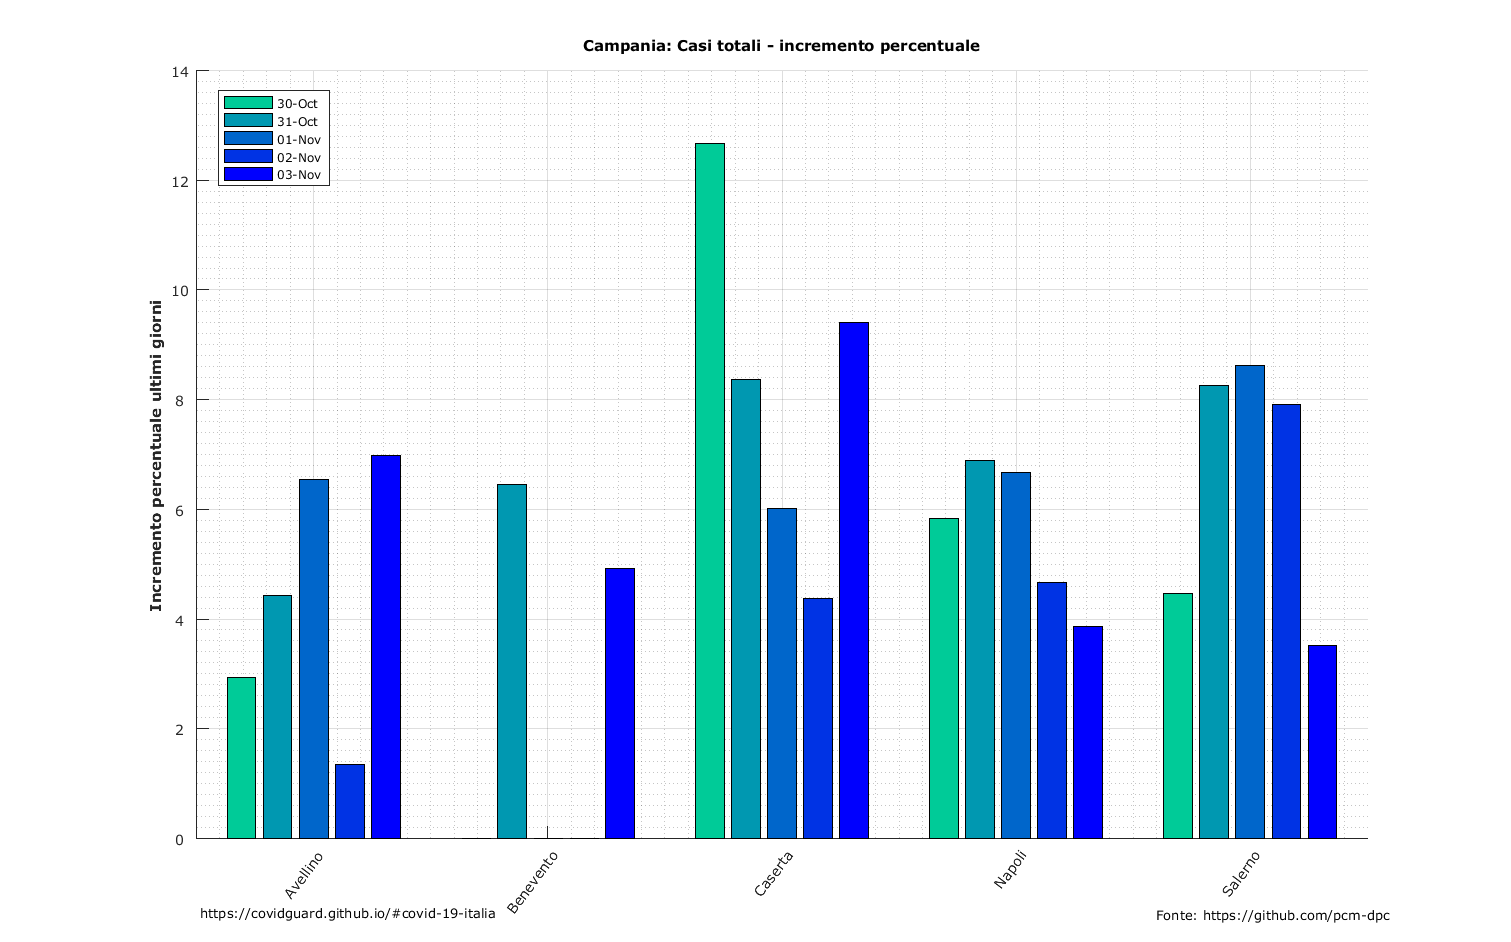 Campania: Casi totali - incremento percentuale
14
12
10
8
6
4
2
0
Incremento percentuale ultimi giorni
30-Oct
31-Oct
01-Nov
02-Nov
03-Nov
Avellino
Benevento
Caserta
Napoli
Salerno
https://covidguard.github.io/#covid-19-italia
Fonte: https://github.com/pcm-dpc